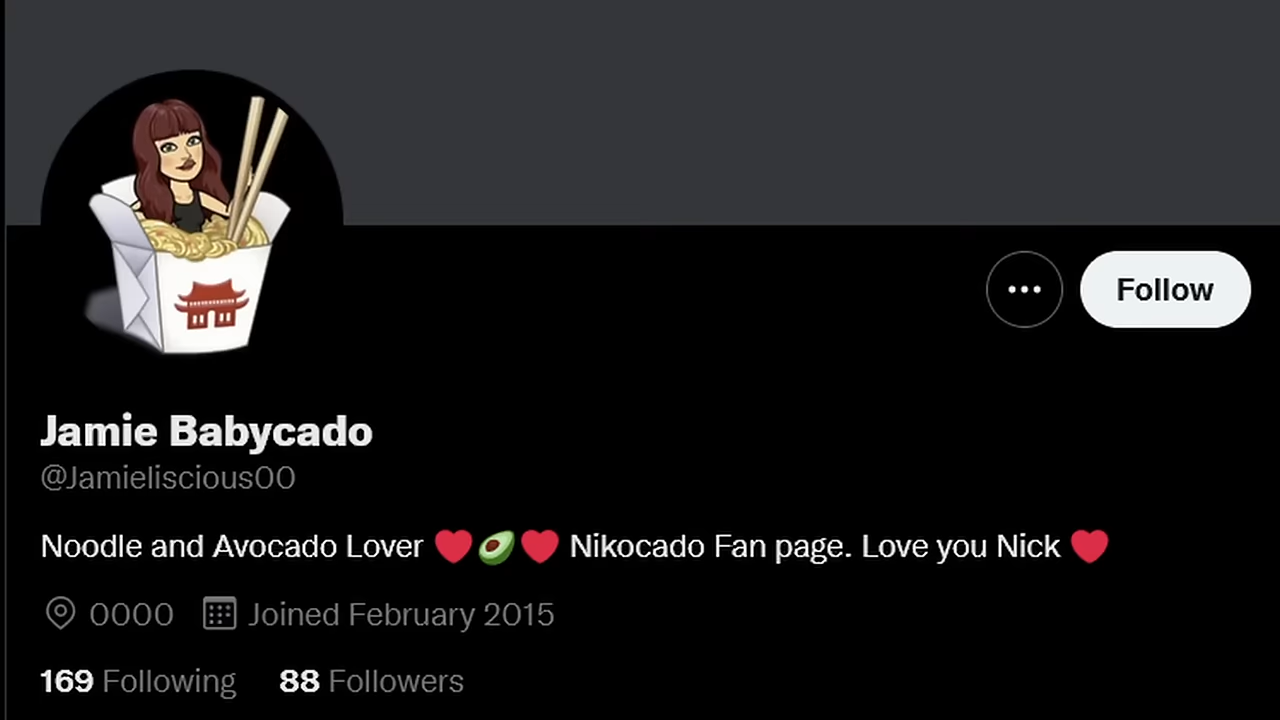 Follow
Jamie Babycado
@Jamieliscious00
Noodle and Avocado Lover ❤️🥑❤️ Nikocado Fan page. Love you Nick ❤️
0000 Joined February 2015
169 Following 88 Followers